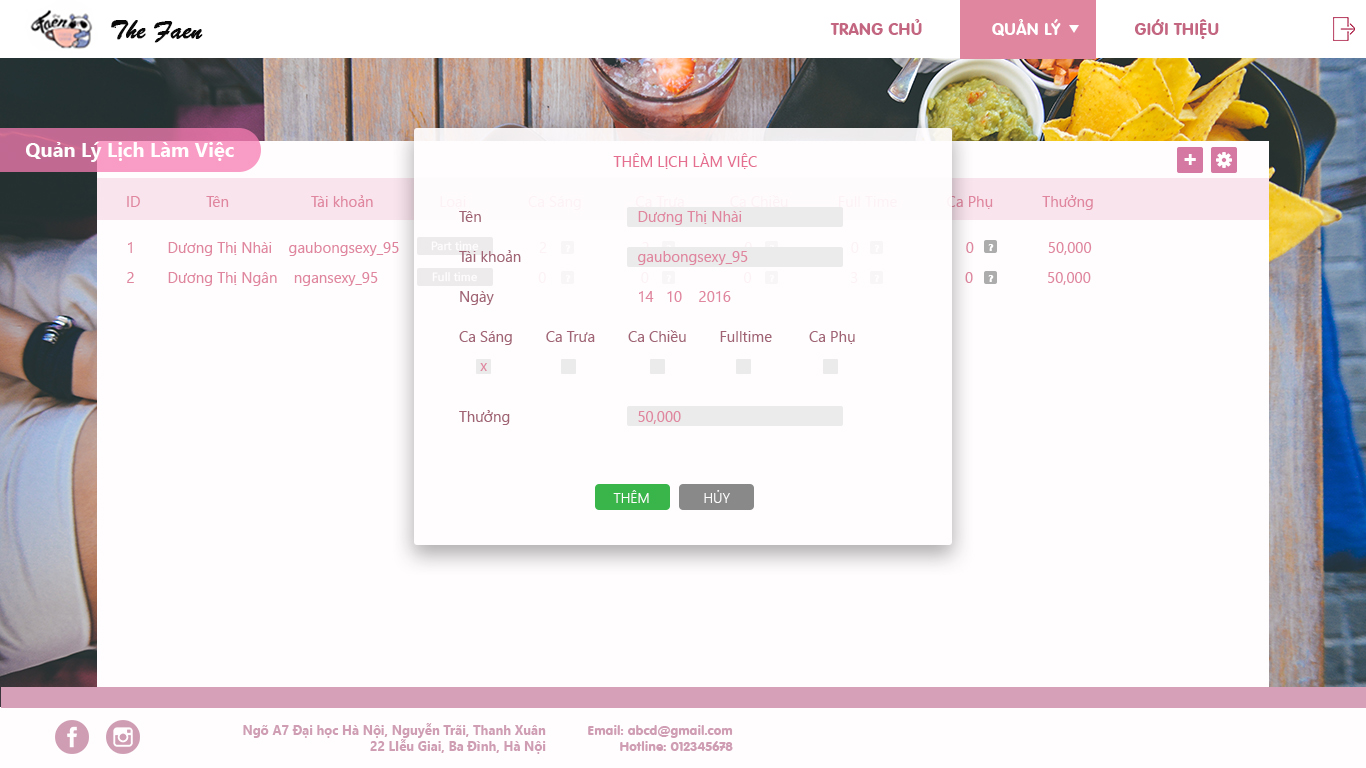 The Faen
TRANG CHỦ
QUẢN LÝ
GIỚI THIỆU
Quản Lý Lịch Làm Việc
ID Tên Tài khoản Loại Ca Sáng Ca Trưa Ca Chiều Full Time Ca Phụ Thưởng
1 Dương Thị Nhài gaubongsexy_95 Part time 2 ? ? 0 ? 0 ? 0 ? 50,000
2 Dương Thị Ngân ngansexy_95 Full time 0 ? 0 ? 0 ? 3 ? 0 ? 50,000
THÊM LỊCH LÀM VIỆC
Tên Dương Thị Nhài
Tài khoản gaubongsexy_95
Ngày 14 10 2016
Ca Sáng Ca Trưa Ca Chiều Fulltime Ca Phụ
x
Thưởng 50,000
THÊM HỦY
Ngõ A7 Đại học Hà Nội, Nguyễn Trãi, Thanh Xuân
22 Llễu Giai, Ba Đình, Hà Nội
Email: abcd@gmail.com
Hotline: 012345678